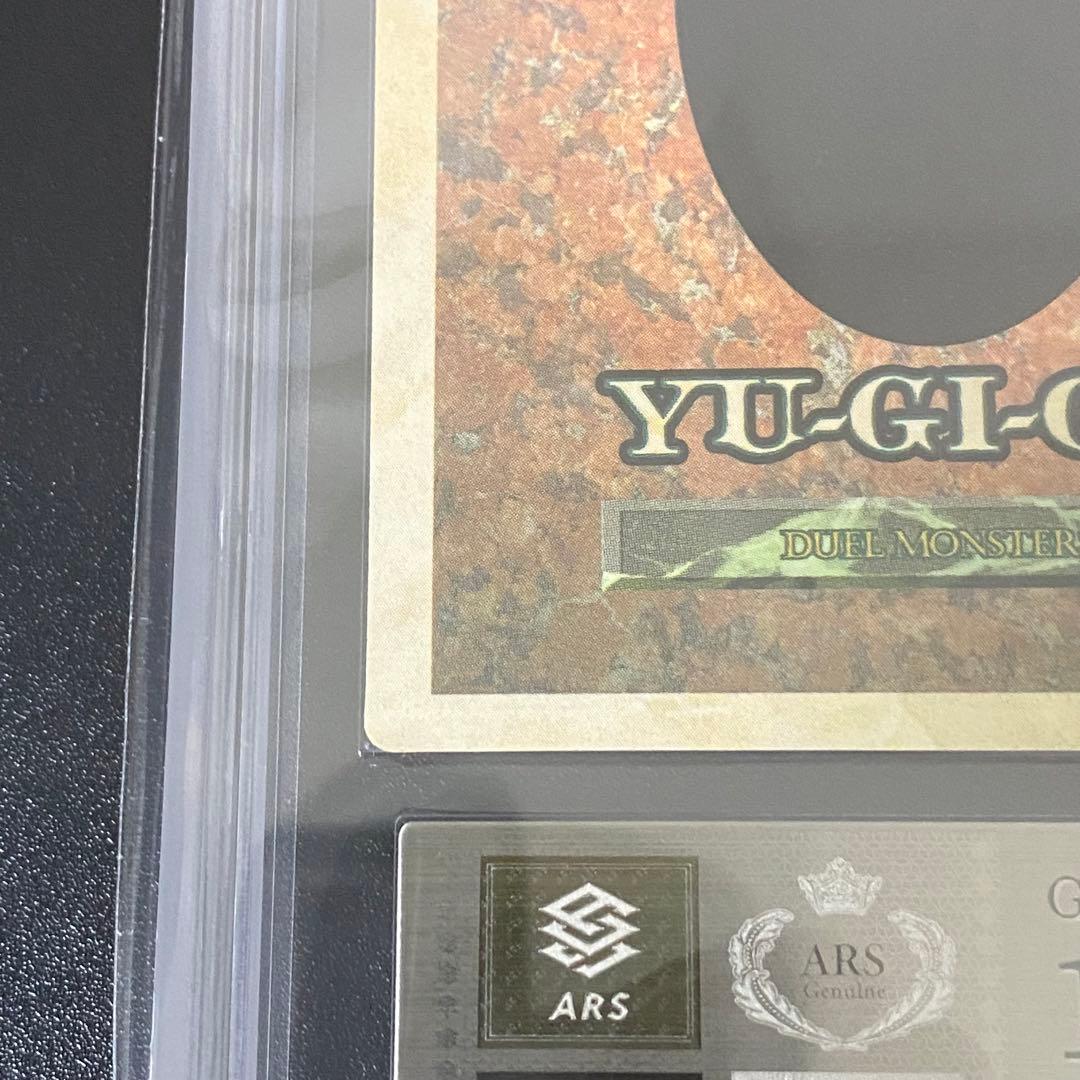 YU-GI-O
DUEL MONSTER
ARS
ARS
Genuine
G